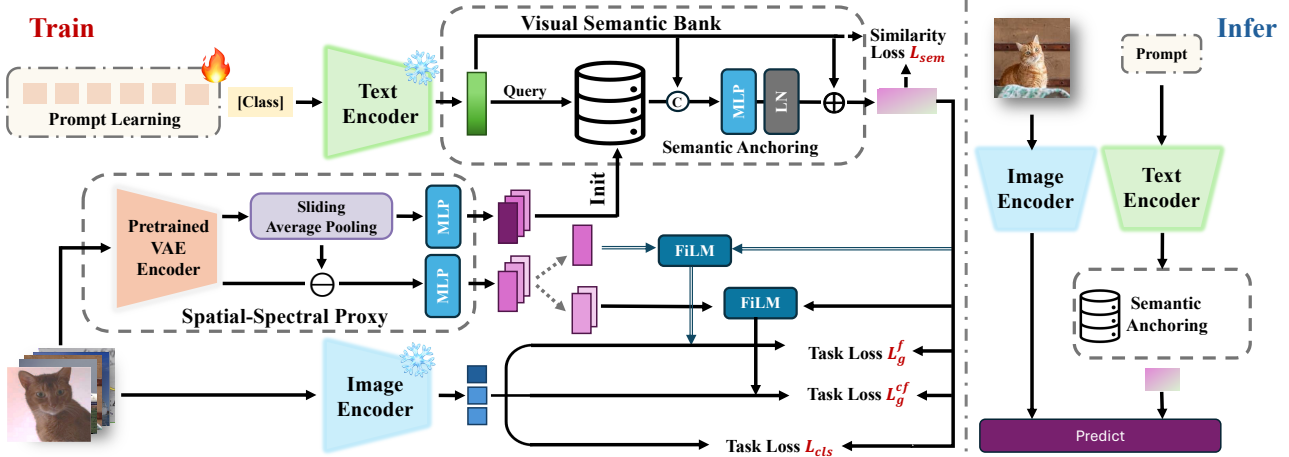 Train
Prompt Learning
[Class]
Text
Encoder
Visual Semantic Bank
Query
C
MLP
LN
Semantic Anchoring
Similarity
Loss L_sem
Init
Pretrained
VAE
Encoder
Sliding
Average Pooling
MLP
MLP
Spatial-Spectral Proxy
FiLM
FiLM
Image
Encoder
Task Loss L_g^f
Task Loss L_g^cf
Task Loss L_cls
Infer
Prompt
Image
Encoder
Text
Encoder
Semantic
Anchoring
Predict